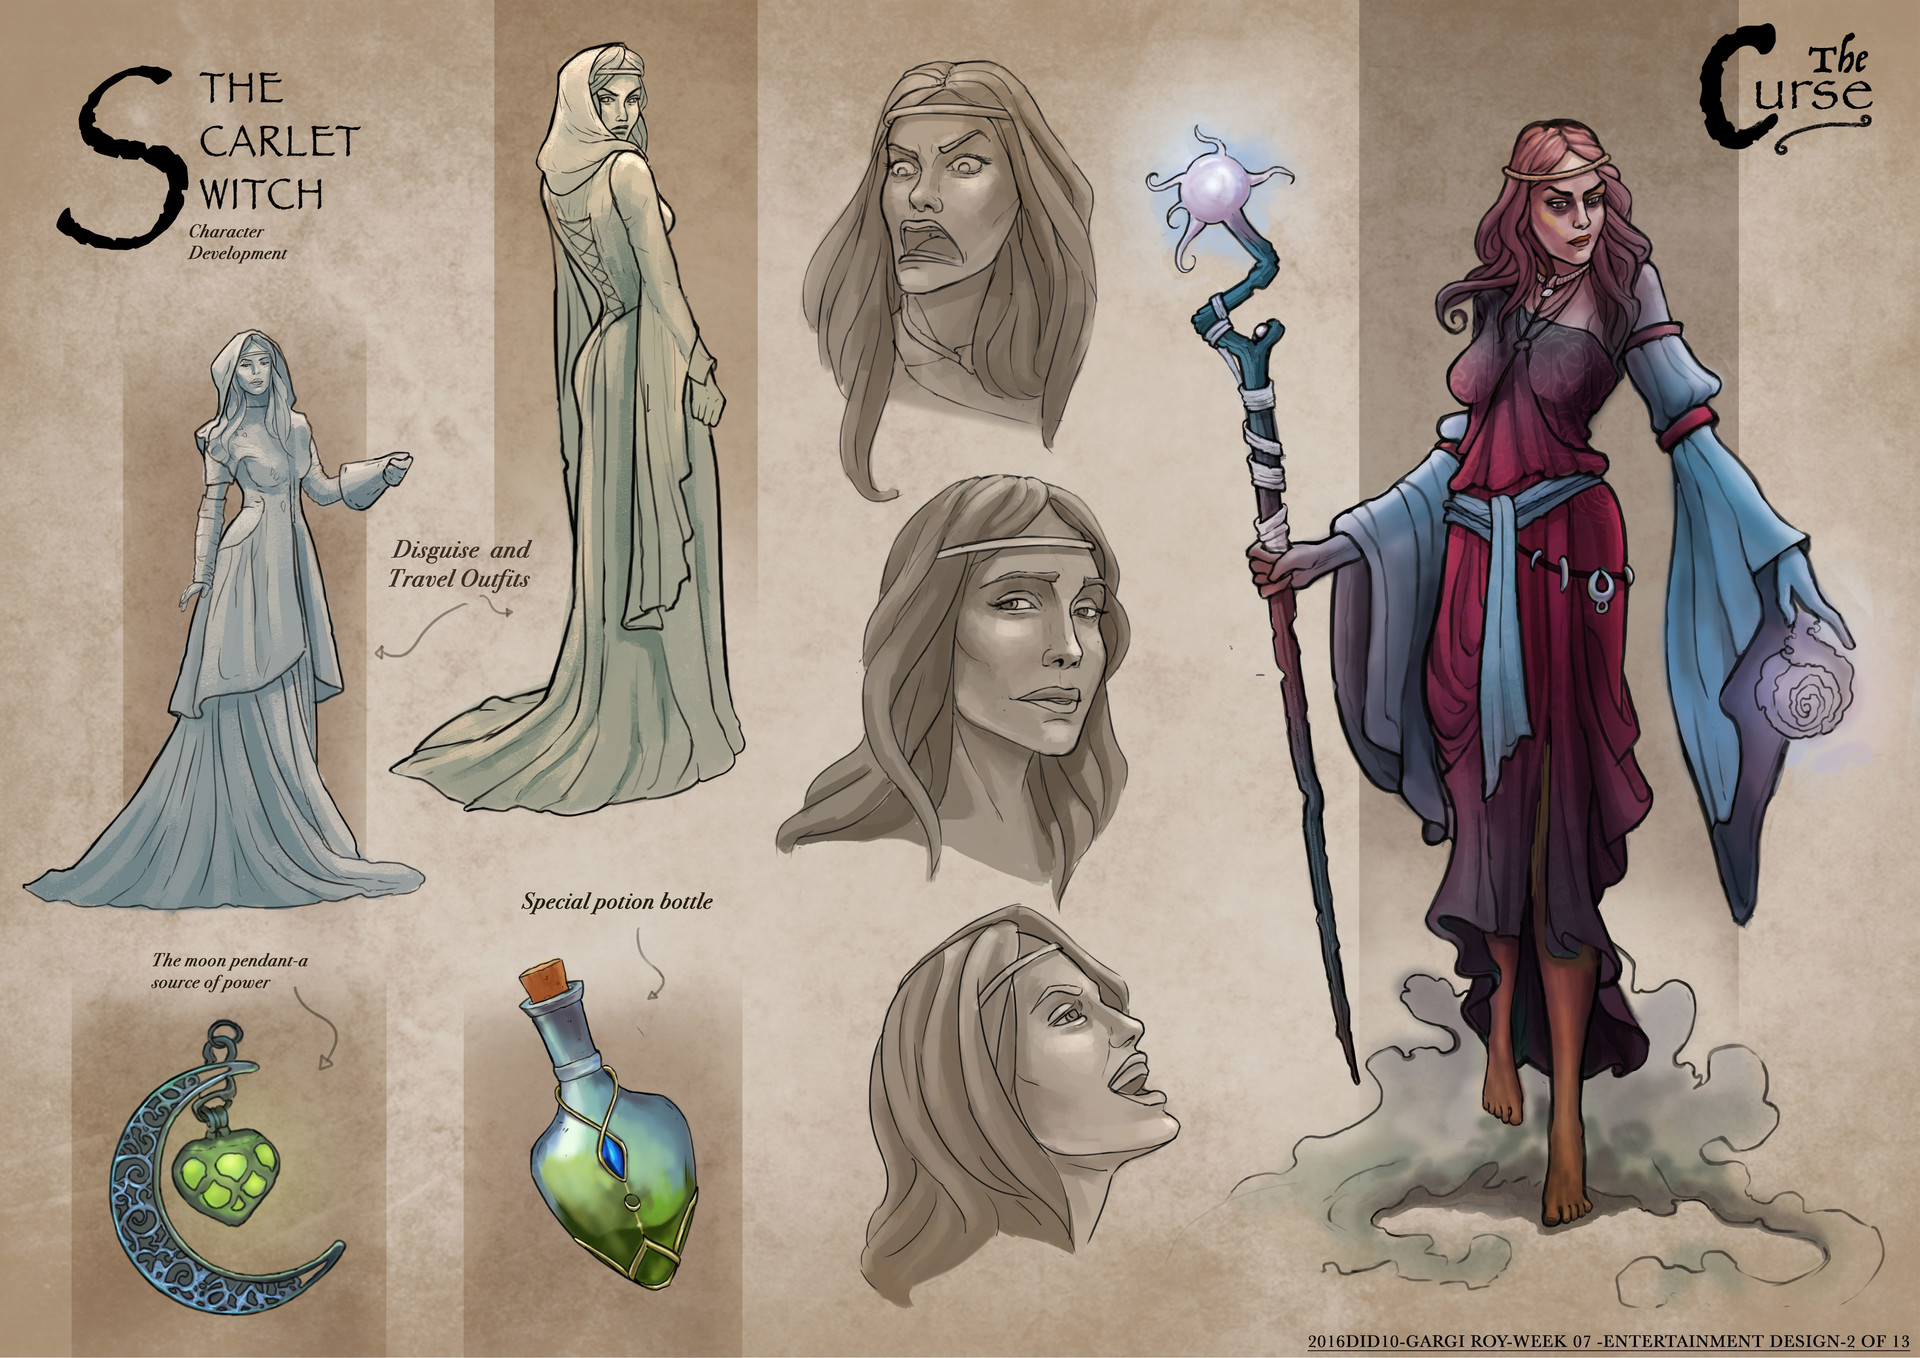 THE
SCARLET
WITCH
Character
Development
The
Curse
Disguise and
Travel Outfits
Special potion bottle
The moon pendant-a
source of power
2016DID10-GARGI ROY-WEEK 07 -ENTERTAINMENT DESIGN-2 OF 13